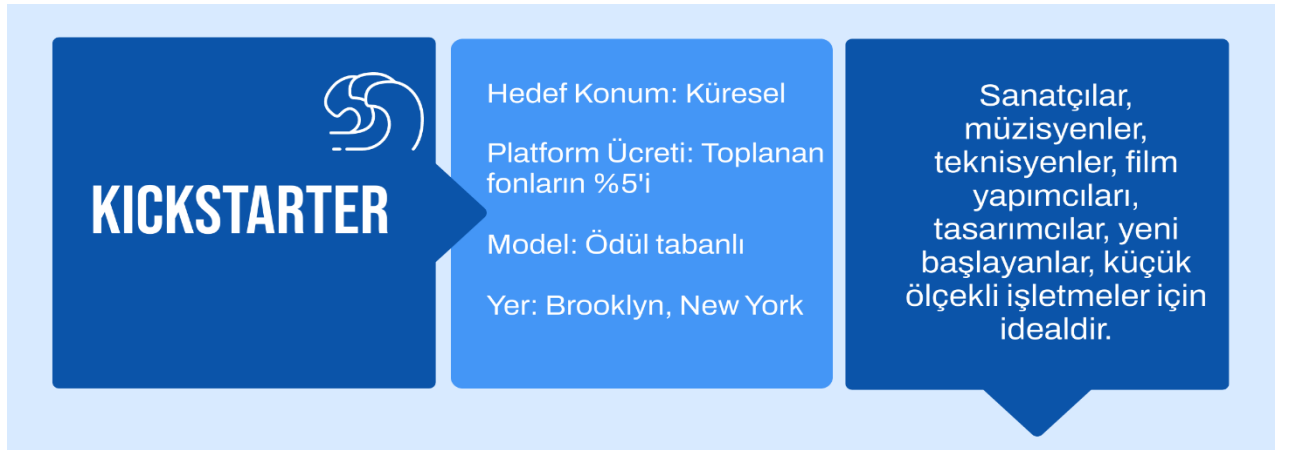 KICKSTARTER
Hedef Konum: Küresel
Platform Ücreti: Toplanan
fonların %5'i
Model: Ödül tabanlı
Yer: Brooklyn, New York
Sanatçılar,
müzisyenler,
teknisyenler, film
yapımcıları,
tasarımcılar, yeni
başlayanlar, küçük
ölçekli işletmeler için
idealdir.